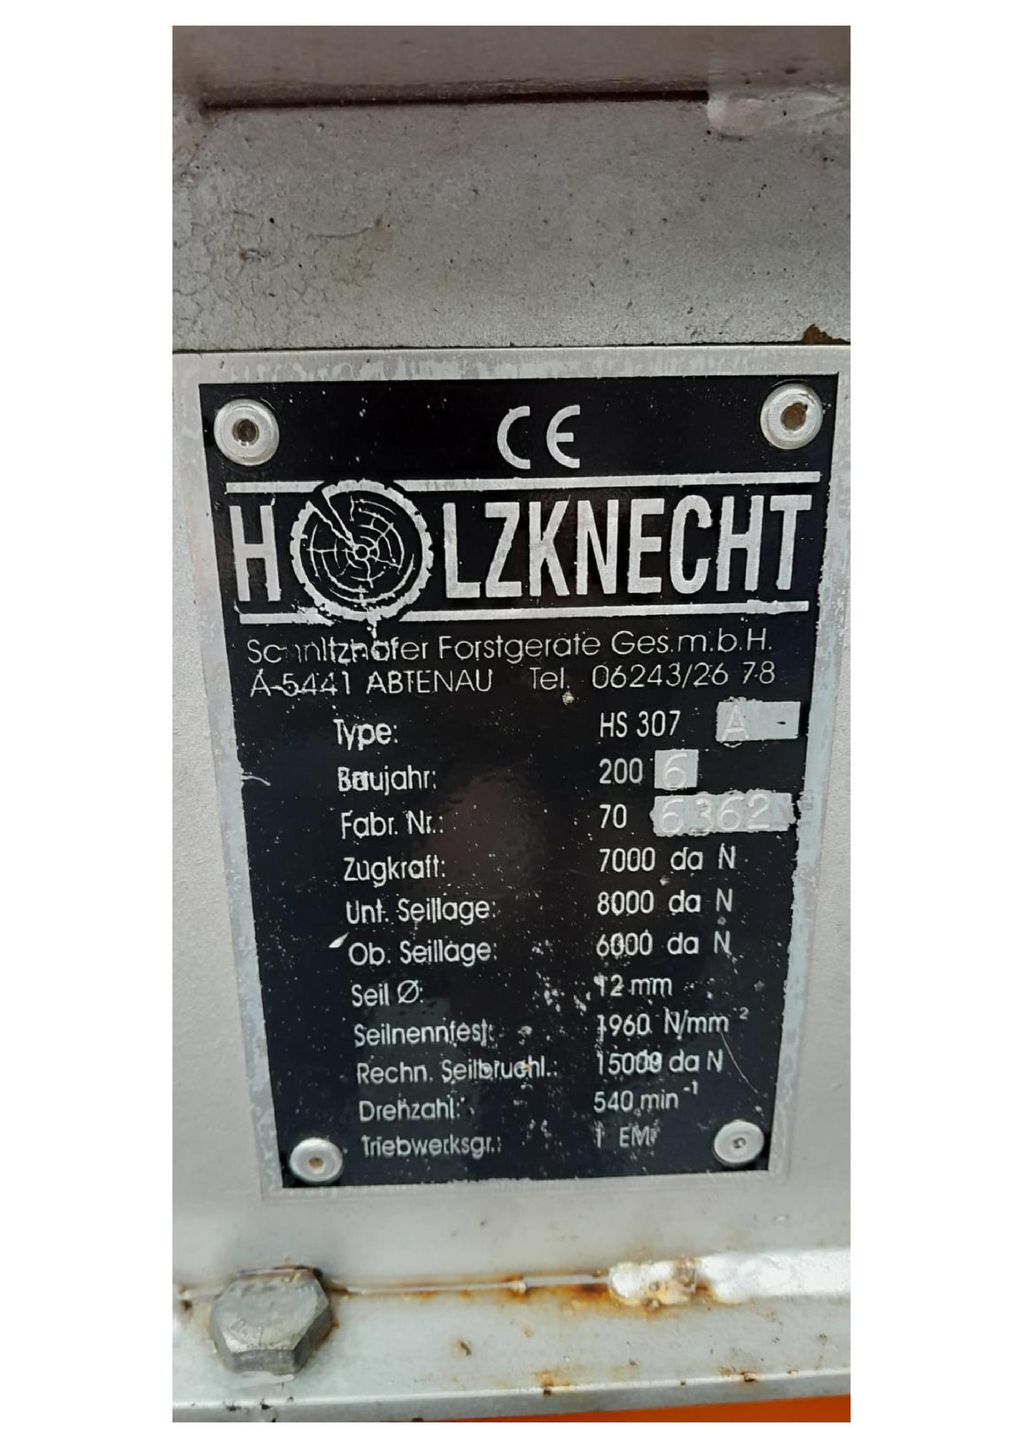 CE
HOLZKNECHT
Schnitzhofer Forstgeräte Ges.m.b.H.
A-5441 ABTENAU Tel. 06243/26 78
Type: HS 307 A
Baujahr: 200 6
Fabr. Nr.: 70 6362
Zugkraft: 7000 da N
Unt. Seillage: 8000 da N
Ob. Seillage: 6000 da N
Seil Ø: 12 mm
Seilnennfest.: 1960 N/mm²
Rechn. Seilbruchl.: 15000 da N
Drehzahl: 540 min⁻¹
Triebwerksgr.: 1 EM